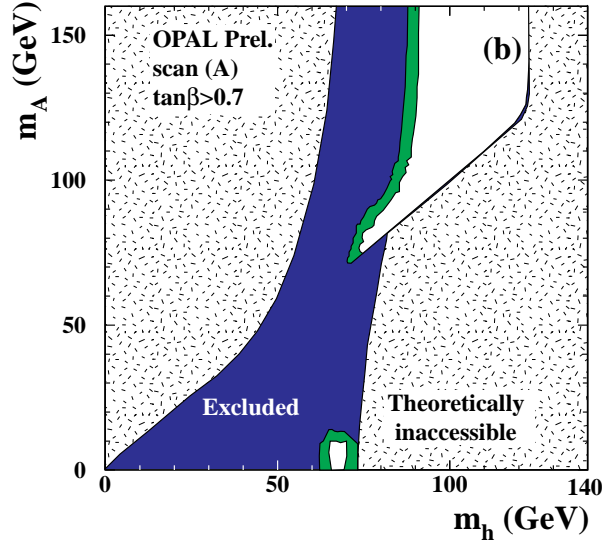 150
100
50
0
m_A (GeV)
OPAL Prel.
scan (A)
tanβ>0.7
(b)
Excluded
Theoretically
inaccessible
0
50
100
140
m_h (GeV)